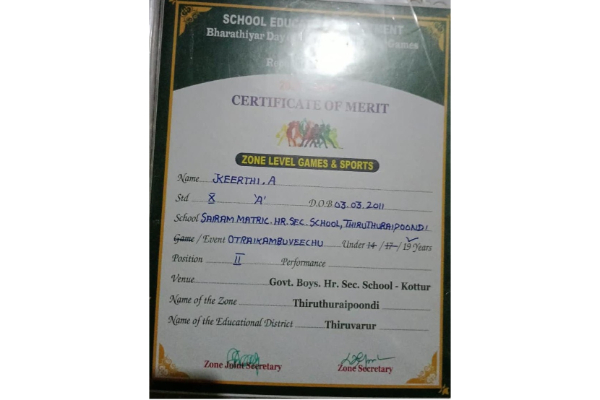 SCHOOL EDUCATION DEPARTMENT
Bharathiyar Day Games
CERTIFICATE OF MERIT
ZONE LEVEL GAMES & SPORTS
Name KEERTHI.A
Std 8 'A' D.O.B 03.03.2011
School SAIRAM MATRIC.HR.SEC.SCHOOL, THIRUTHURAIPOONDI
Game / Event OTRAIKAMBUVEECHU Under 14 / 17 / 19 Years
Position II Performance
Venue Govt. Boys. Hr. Sec. School - Kottur
Name of the Zone Thiruthuraipoondi
Name of the Educational District Thiruvarur
Zone Joint Secretary Zone Secretary